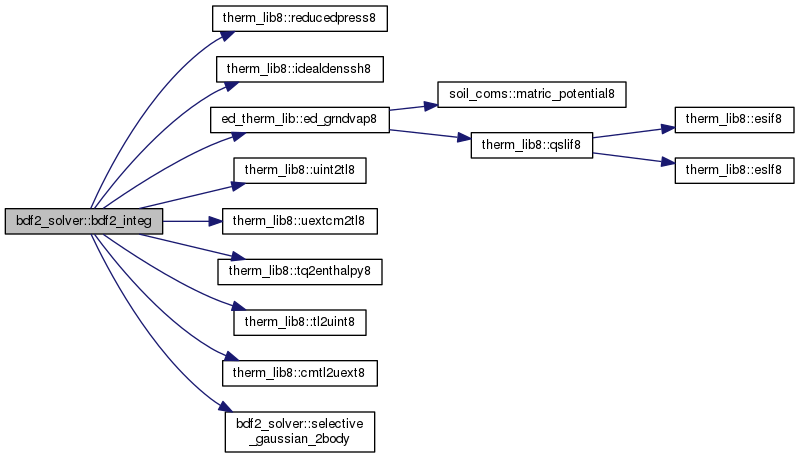 therm_lib8::reducedpress8
therm_lib8::idealdenssh8
soil_coms::matric_potential8
ed_therm_lib::ed_grndvap8
therm_lib8::esif8
therm_lib8::qslif8
therm_lib8::uint2tl8
therm_lib8::eslf8
bdf2_solver::bdf2_integ
therm_lib8::uextcm2tl8
therm_lib8::tq2enthalpy8
therm_lib8::tl2uint8
therm_lib8::cmtl2uext8
bdf2_solver::selective
_gaussian_2body